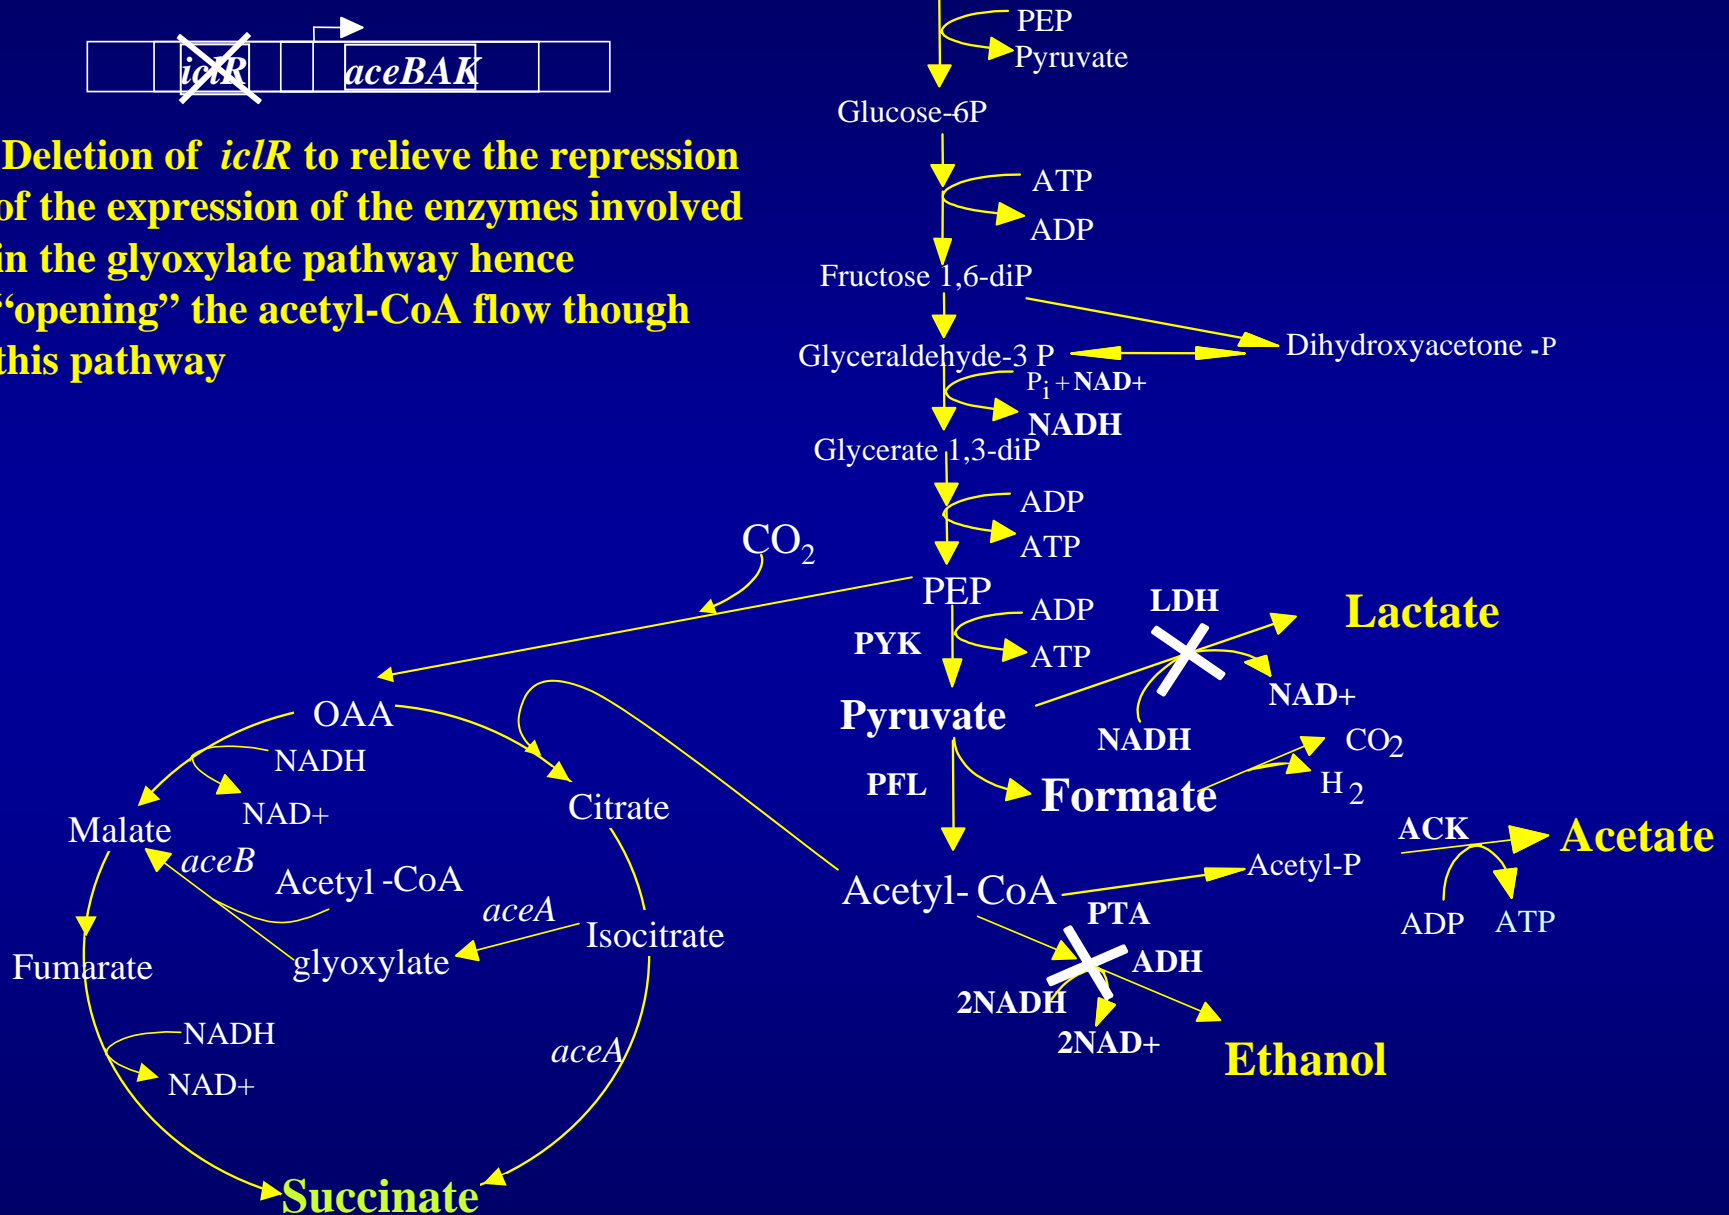 iclR
aceBAK
Deletion of iclR to relieve the repression
of the expression of the enzymes involved
in the glyoxylate pathway hence
“opening” the acetyl-CoA flow though
this pathway
PEP
Pyruvate
Glucose-6P
ATP
ADP
Fructose 1,6-diP
Glyceraldehyde-3 P
Dihydroxyacetone -P
Pi + NAD+
NADH
Glycerate 1,3-diP
ADP
ATP
CO2
PEP
ADP
ATP
PYK
LDH
Lactate
NAD+
NADH
Pyruvate
OAA
NADH
NAD+
PFL
Formate
CO2
H2
Citrate
Malate
aceB
Acetyl -CoA
aceA
Isocitrate
glyoxylate
Fumarate
Acetyl- CoA
Acetyl-P
ACK
Acetate
ADP
ATP
PTA
ADH
2NADH
2NAD+
Ethanol
NADH
NAD+
aceA
Succinate